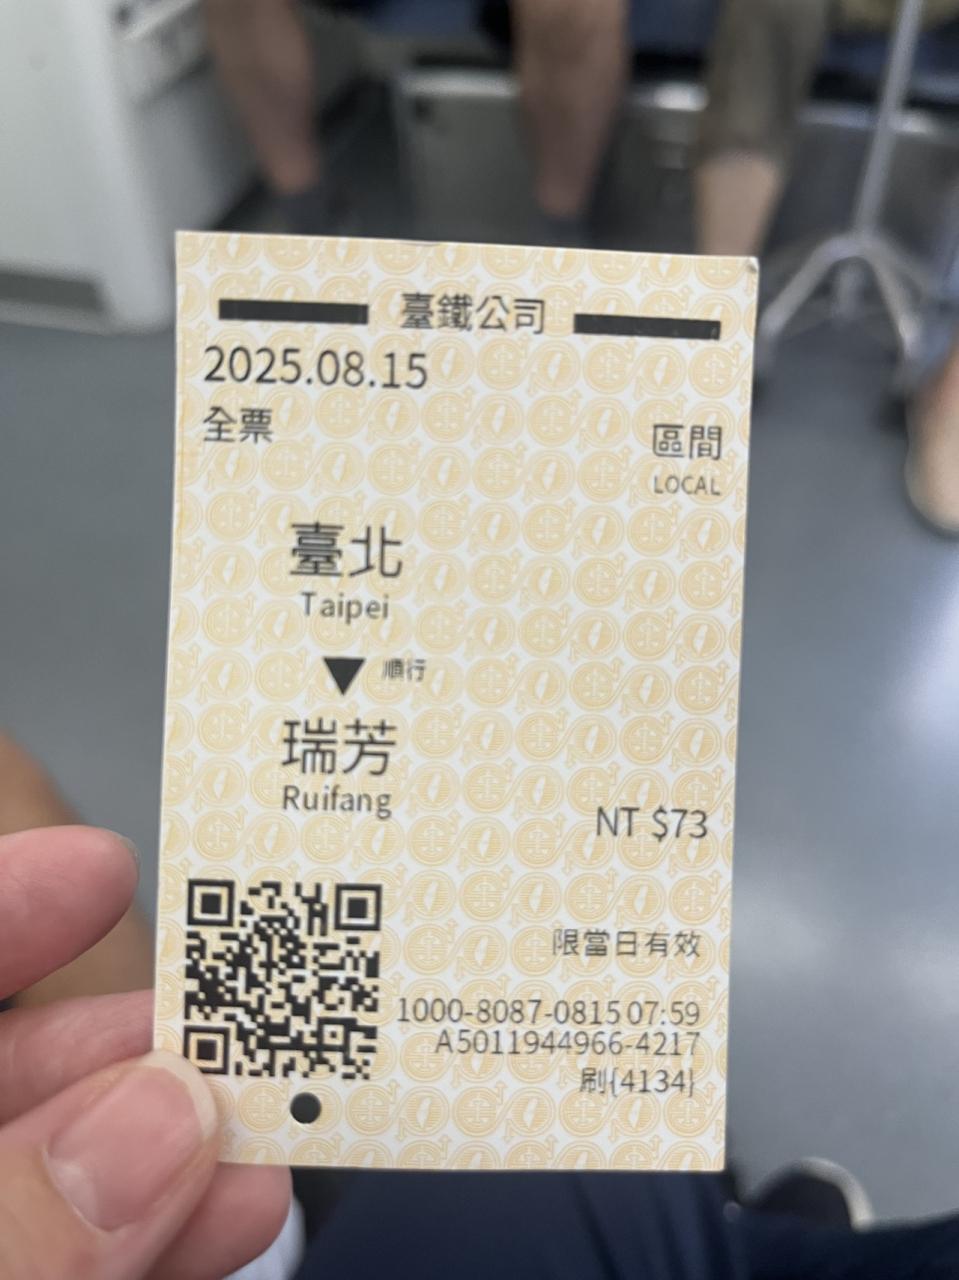 臺鐵公司
2025.08.15
全票
區間
LOCAL
臺北
Taipei
順行
瑞芳
Ruifang
NT $73
限當日有效
1000-8087-0815 07:59
A5011944966-4217
刷{4134}